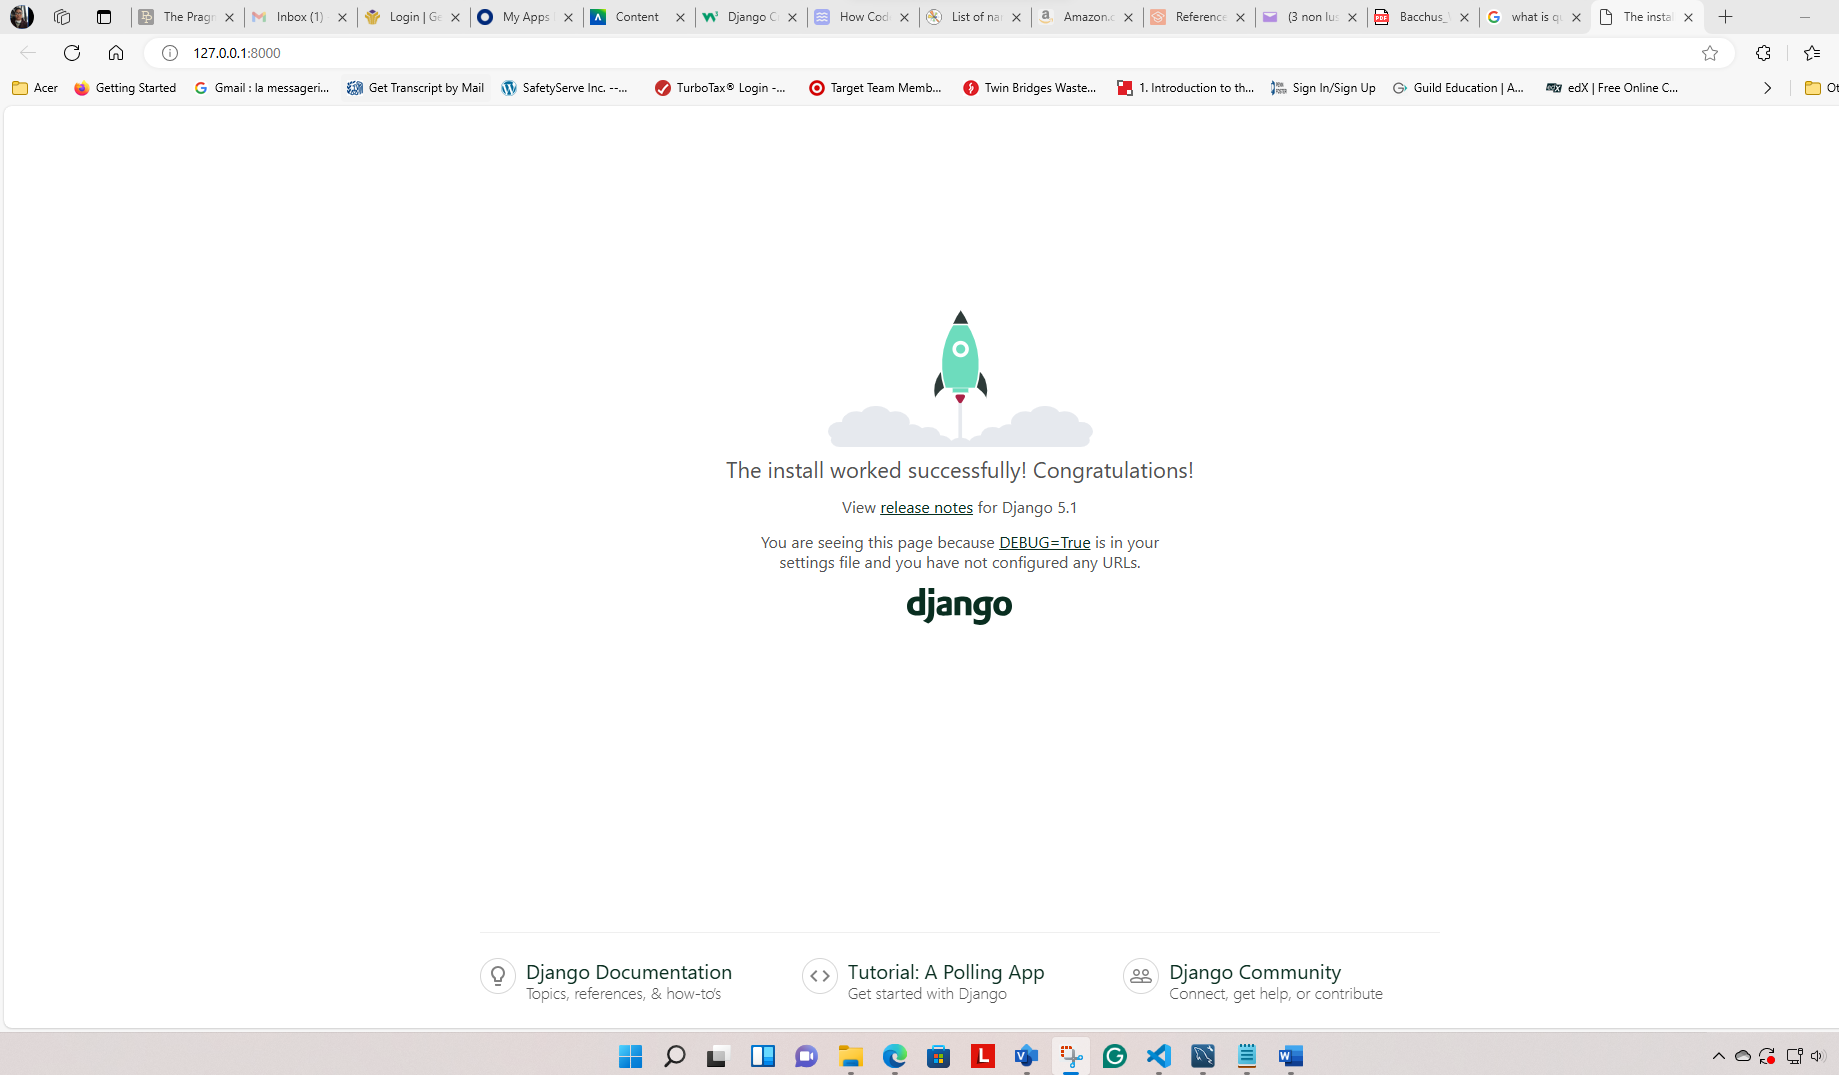 The Pragn
Inbox (1)
Login | Ge
My Apps
Content
Django C
How Cod
List of nar
Amazon.c
Reference
(3 non lus
Bacchus_
what is qu
The instal
127.0.0.1:8000
Acer
Getting Started
Gmail : la messageri...
Get Transcript by Mail
SafetyServe Inc. --...
TurboTax® Login -...
Target Team Memb...
Twin Bridges Waste...
1. Introduction to th...
Sign In/Sign Up
Guild Education | A...
edX | Free Online C...
Ot
The install worked successfully! Congratulations!
View release notes for Django 5.1
You are seeing this page because DEBUG=True is in your
settings file and you have not configured any URLs.
django
Django Documentation
Topics, references, & how-to's
Tutorial: A Polling App
Get started with Django
Django Community
Connect, get help, or contribute